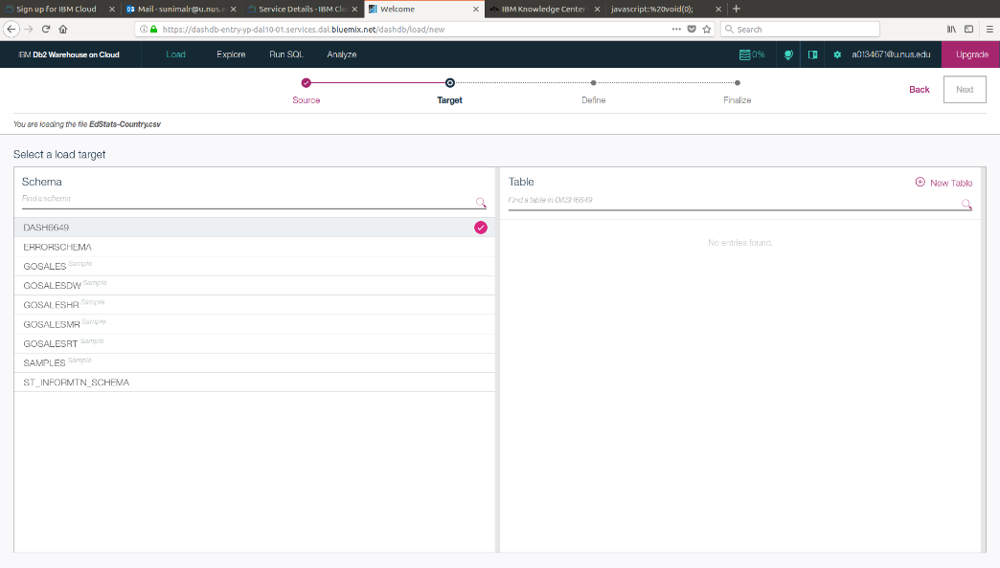 Sign up for IBM Cloud
Mail - sunimalr@u.nus.e
Service Details - IBM Clo
Welcome
IBM Knowledge Center -
javascript:%20void(0);
https://dashdb-entry-yp-dal10-01.services.dal.bluemix.net/dashdb/load/new
Search
IBM Db2 Warehouse on Cloud
Load
Explore
Run SQL
Analyze
0%
a0134671@u.nus.edu
Upgrade
Source
Target
Define
Finalize
Back
Next
You are loading the file EdStats-Country.csv
Select a load target
Schema
Find a schema
DASH6649
ERRORSCHEMA
GOSALES Sample
GOSALESDW Sample
GOSALESHR Sample
GOSALESMR Sample
GOSALESRT Sample
SAMPLES Sample
ST_INFORMTN_SCHEMA
Table
New Table
Find a table in DASH6649
No entries found.